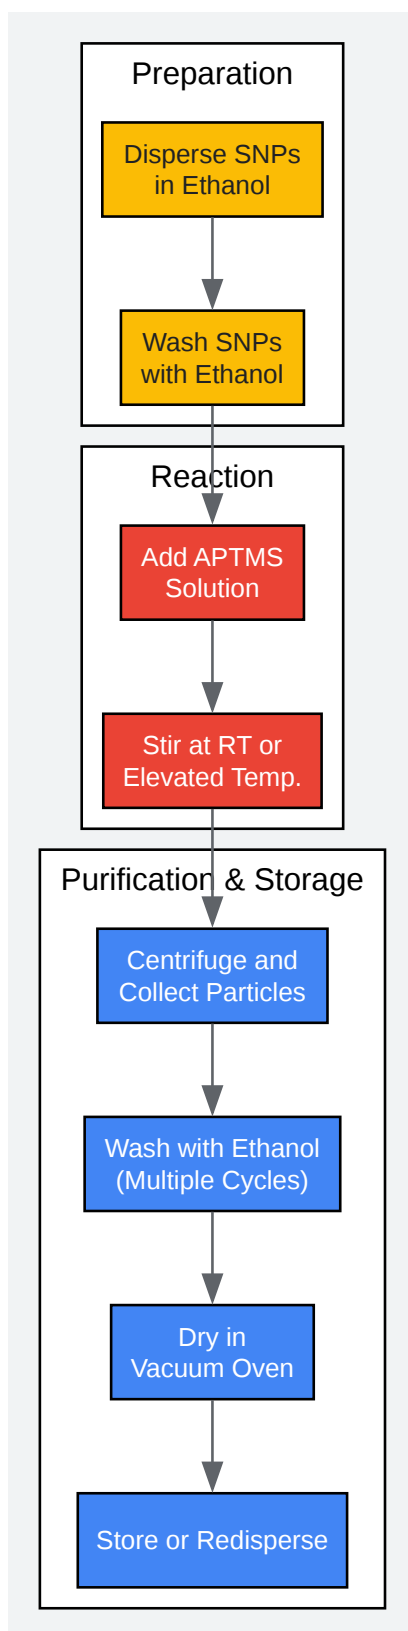 Preparation
Disperse SNPs
in Ethanol
Wash SNPs
with Ethanol
Reaction
Add APTMS
Solution
Stir at RT or
Elevated Temp.
Purification & Storage
Centrifuge and
Collect Particles
Wash with Ethanol
(Multiple Cycles)
Dry in
Vacuum Oven
Store or Redisperse